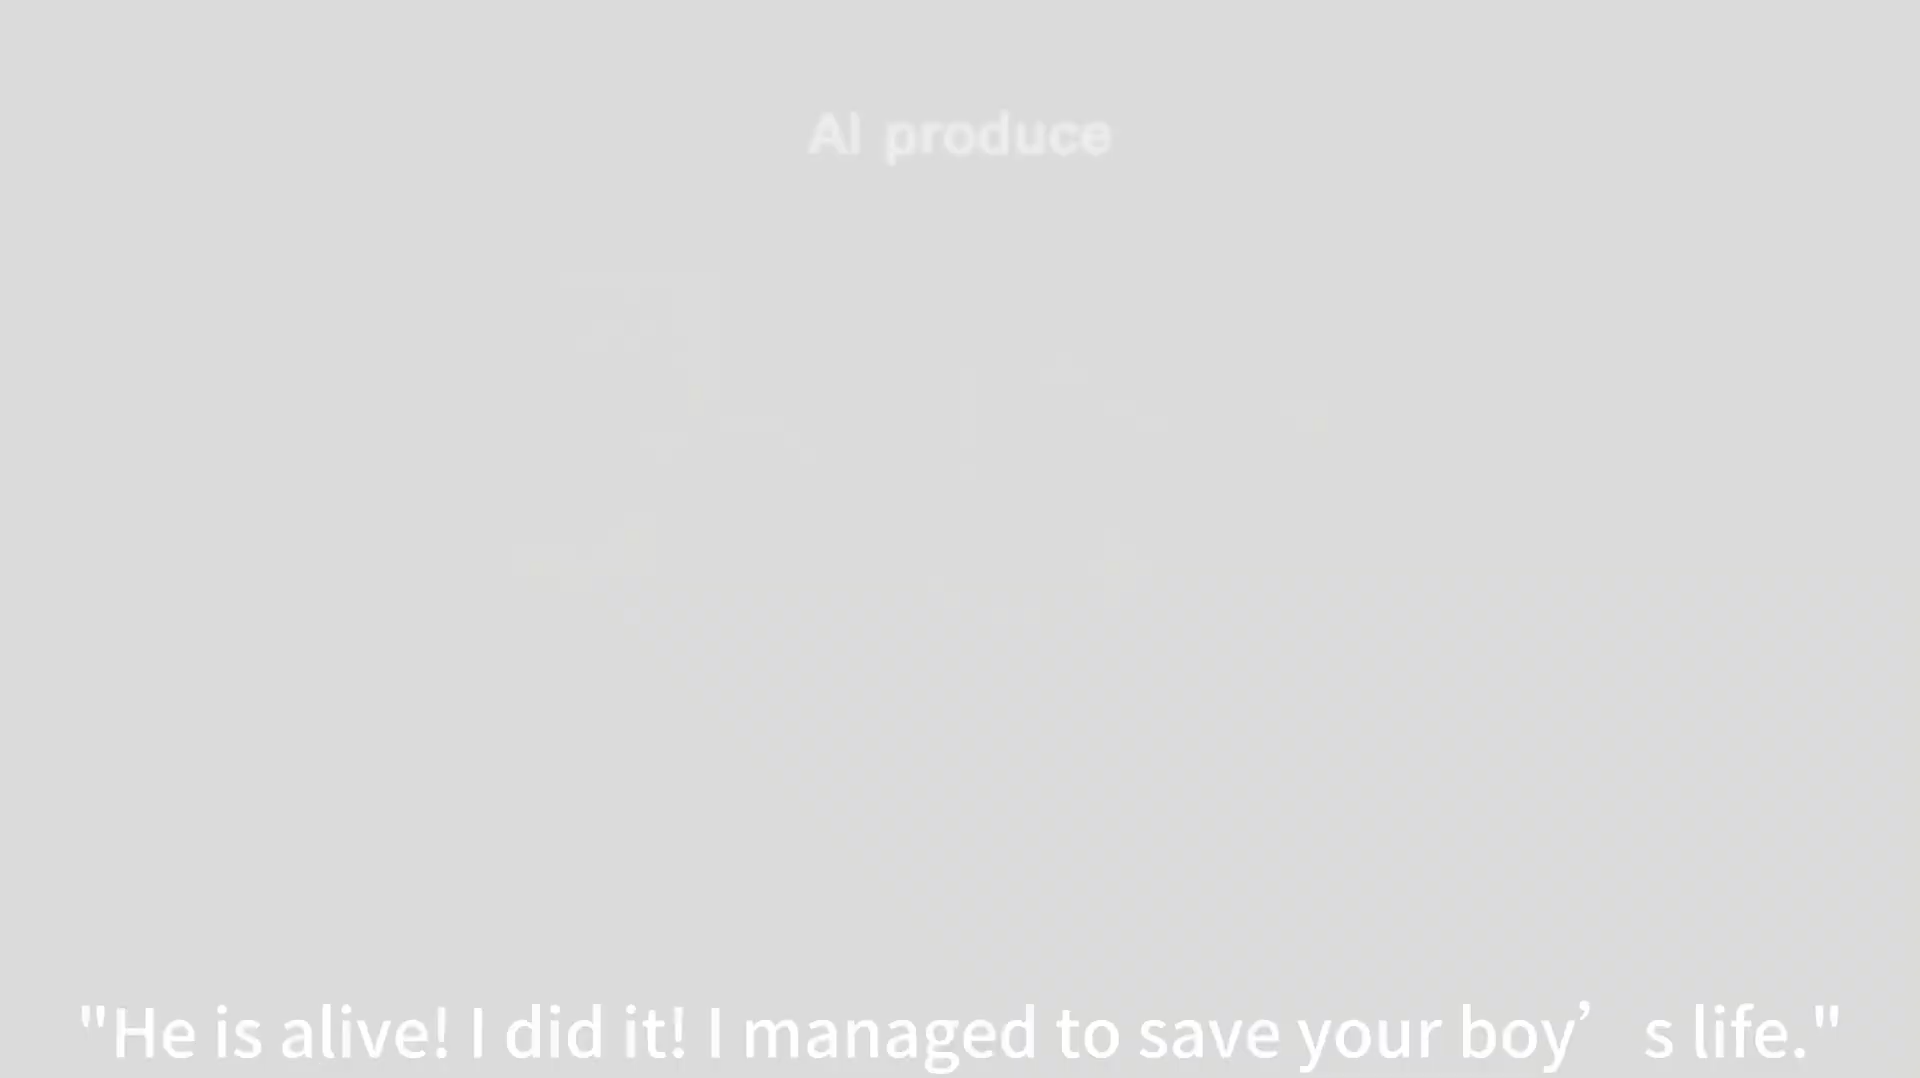 AI produce
"He is alive! I did it! I managed to save your boy’s life."